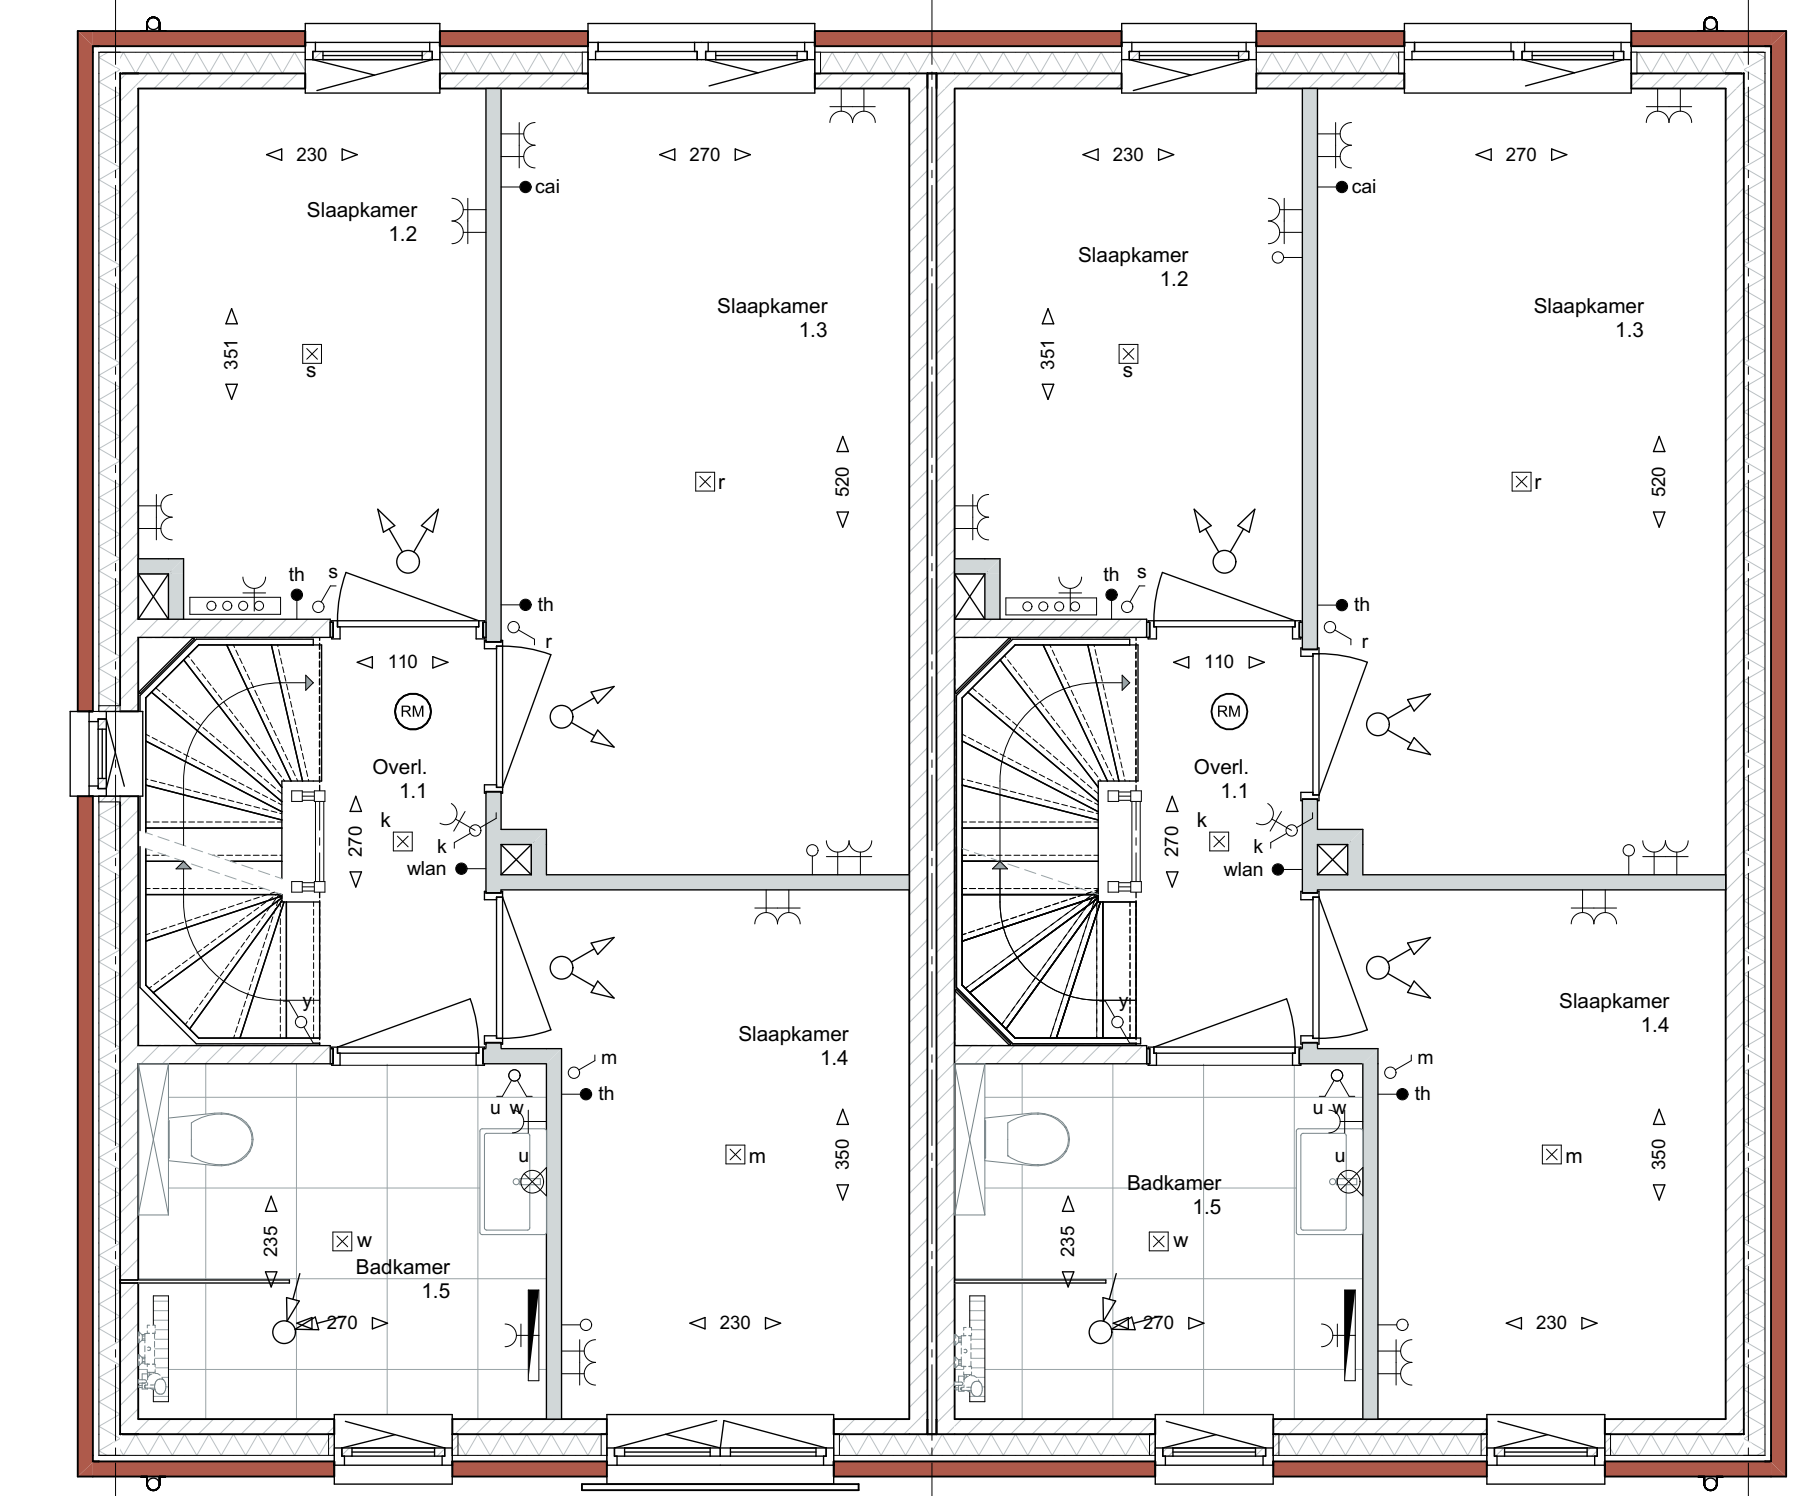 230
270
230
270
cai
cai
Slaapkamer
1.2
Slaapkamer
1.2
Slaapkamer
1.3
Slaapkamer
1.3
351
s
351
s
r
520
r
520
th
s
th
r
th
s
th
r
110
110
RM
RM
Overl.
1.1
Overl.
1.1
k
270
k
wlan
k
270
k
wlan
y
y
Slaapkamer
1.4
Slaapkamer
1.4
m
th
m
th
u w
u w
u
u
m
350
m
350
Badkamer
1.5
235
w
235
w
Badkamer
1.5
270
230
270
230